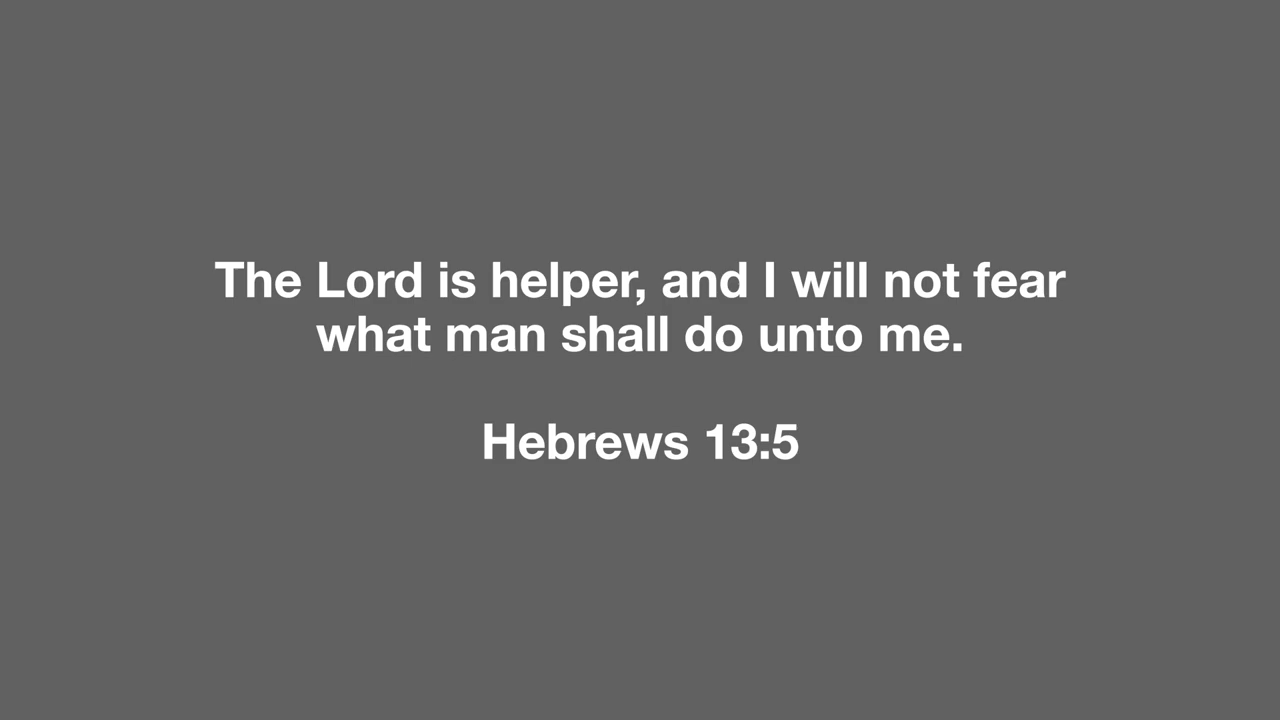 The Lord is helper, and I will not fear
what man shall do unto me.
Hebrews 13:5